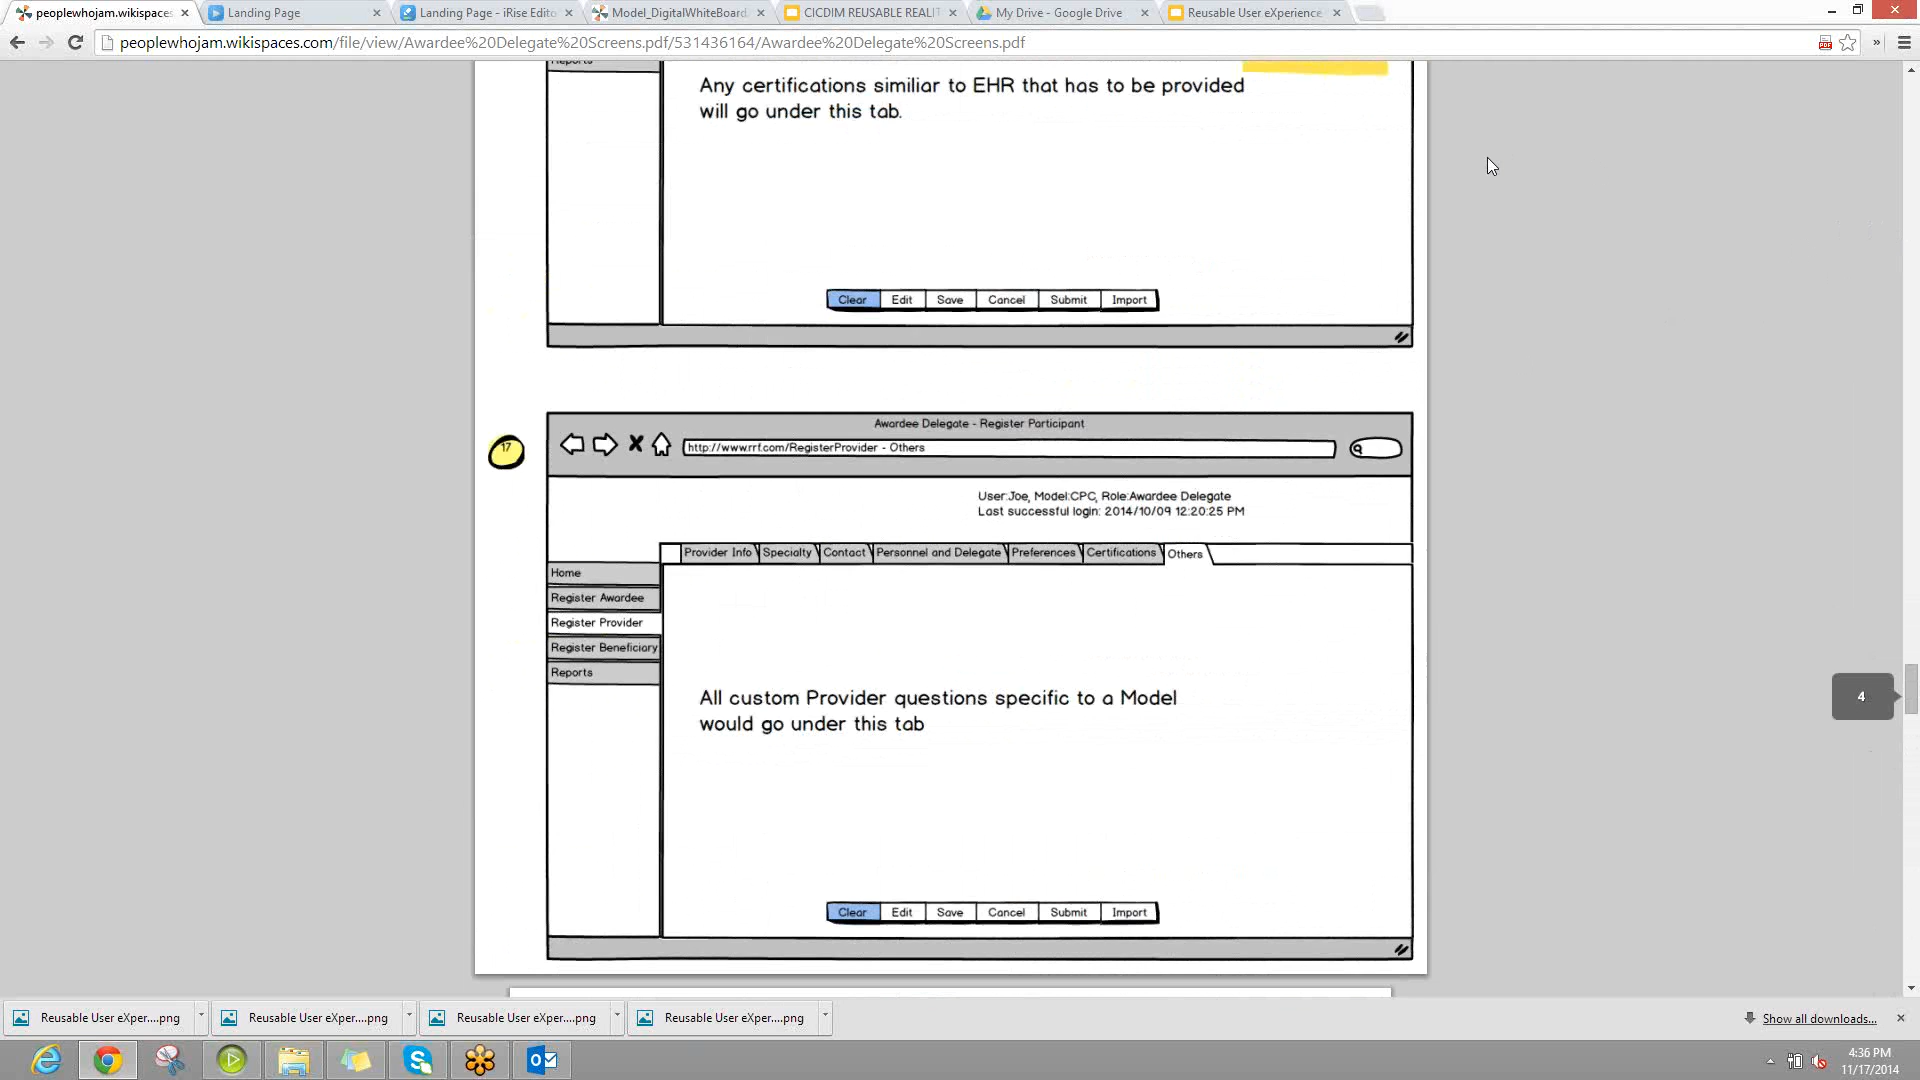 peoplewhojam.wikispaces
Landing Page
Landing Page - iRise Edito
Model_DigitalWhiteBoard
CICDIM REUSABLE REALIT
My Drive - Google Drive
Reusable User eXperience
peoplewhojam.wikispaces.com/file/view/Awardee%20Delegate%20Screens.pdf/531436164/Awardee%20Delegate%20Screens.pdf
Reports
Any certifications similiar to EHR that has to be provided
will go under this tab.
Clear Edit Save Cancel Submit Import
17
Awardee Delegate - Register Participant
http://www.rrf.com/RegisterProvider - Others
User:Joe, Model:CPC, Role:Awardee Delegate
Last successful login: 2014/10/09 12:20:25 PM
Provider Info Specialty Contact Personnel and Delegate Preferences Certifications Others
Home
Register Awardee
Register Provider
Register Beneficiary
Reports
All custom Provider questions specific to a Model
would go under this tab
4
Clear Edit Save Cancel Submit Import
Reusable User eXper....png
Reusable User eXper....png
Reusable User eXper....png
Reusable User eXper....png
Show all downloads...
4:36 PM
11/17/2014